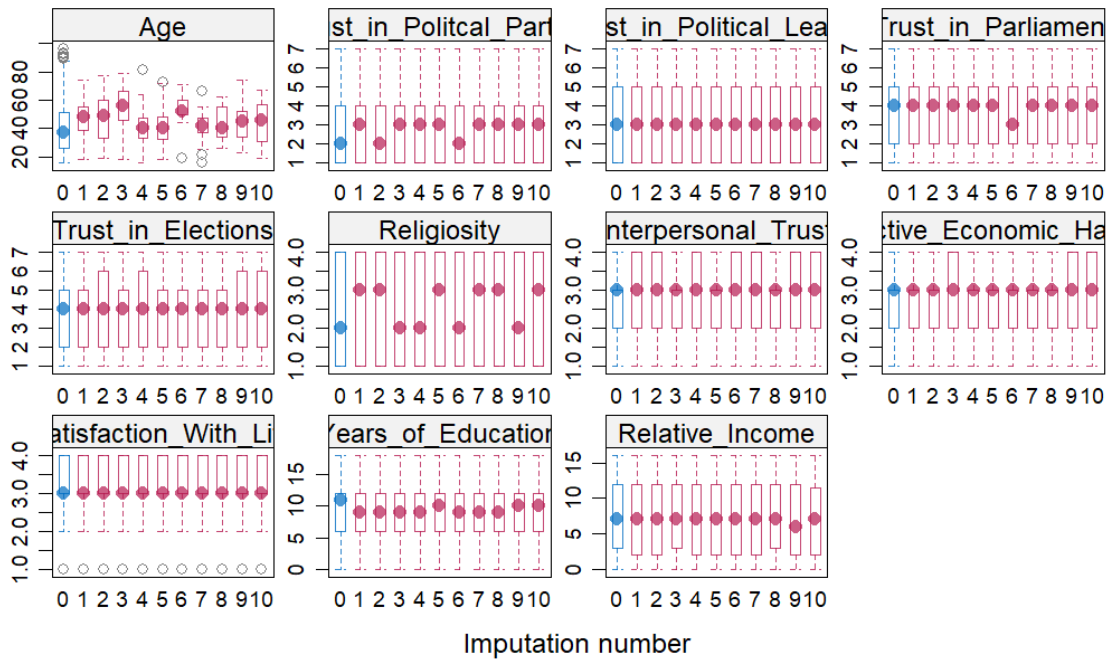 Age
20 40 60 80
0 1 2 3 4 5 6 7 8 9 10
st_in_Politcal_Part
1 2 3 4 5 6 7
0 1 2 3 4 5 6 7 8 9 10
st_in_Political_Lea
1 2 3 4 5 6 7
0 1 2 3 4 5 6 7 8 9 10
Trust_in_Parliamen
1 2 3 4 5 6 7
0 1 2 3 4 5 6 7 8 9 10
Trust_in_Elections
1 2 3 4 5 6 7
0 1 2 3 4 5 6 7 8 9 10
Religiosity
1.0 2.0 3.0 4.0
0 1 2 3 4 5 6 7 8 9 10
nterpersonal_Trust
1.0 2.0 3.0 4.0
0 1 2 3 4 5 6 7 8 9 10
ctive_Economic_Ha
1.0 2.0 3.0 4.0
0 1 2 3 4 5 6 7 8 9 10
atisfaction_With_Li
1.0 2.0 3.0 4.0
0 1 2 3 4 5 6 7 8 9 10
Years_of_Education
0 5 10 15
0 1 2 3 4 5 6 7 8 9 10
Relative_Income
0 5 10 15
0 1 2 3 4 5 6 7 8 9 10
Imputation number